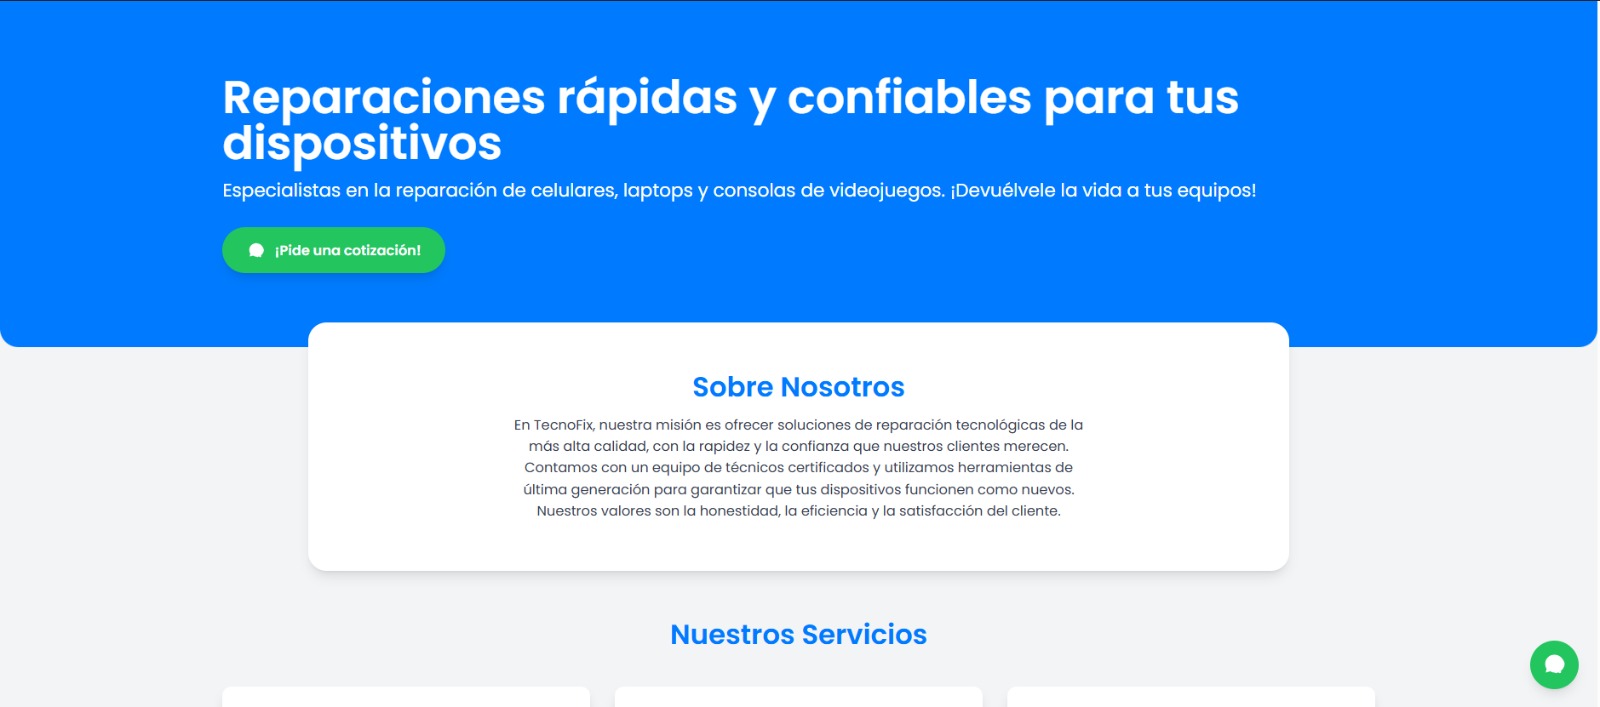 Reparaciones rápidas y confiables para tus
dispositivos
Especialistas en la reparación de celulares, laptops y consolas de videojuegos. ¡Devuélvele la vida a tus equipos!
¡Pide una cotización!
Sobre Nosotros
En TecnoFix, nuestra misión es ofrecer soluciones de reparación tecnológicas de la
más alta calidad, con la rapidez y la confianza que nuestros clientes merecen.
Contamos con un equipo de técnicos certificados y utilizamos herramientas de
última generación para garantizar que tus dispositivos funcionen como nuevos.
Nuestros valores son la honestidad, la eficiencia y la satisfacción del cliente.
Nuestros Servicios